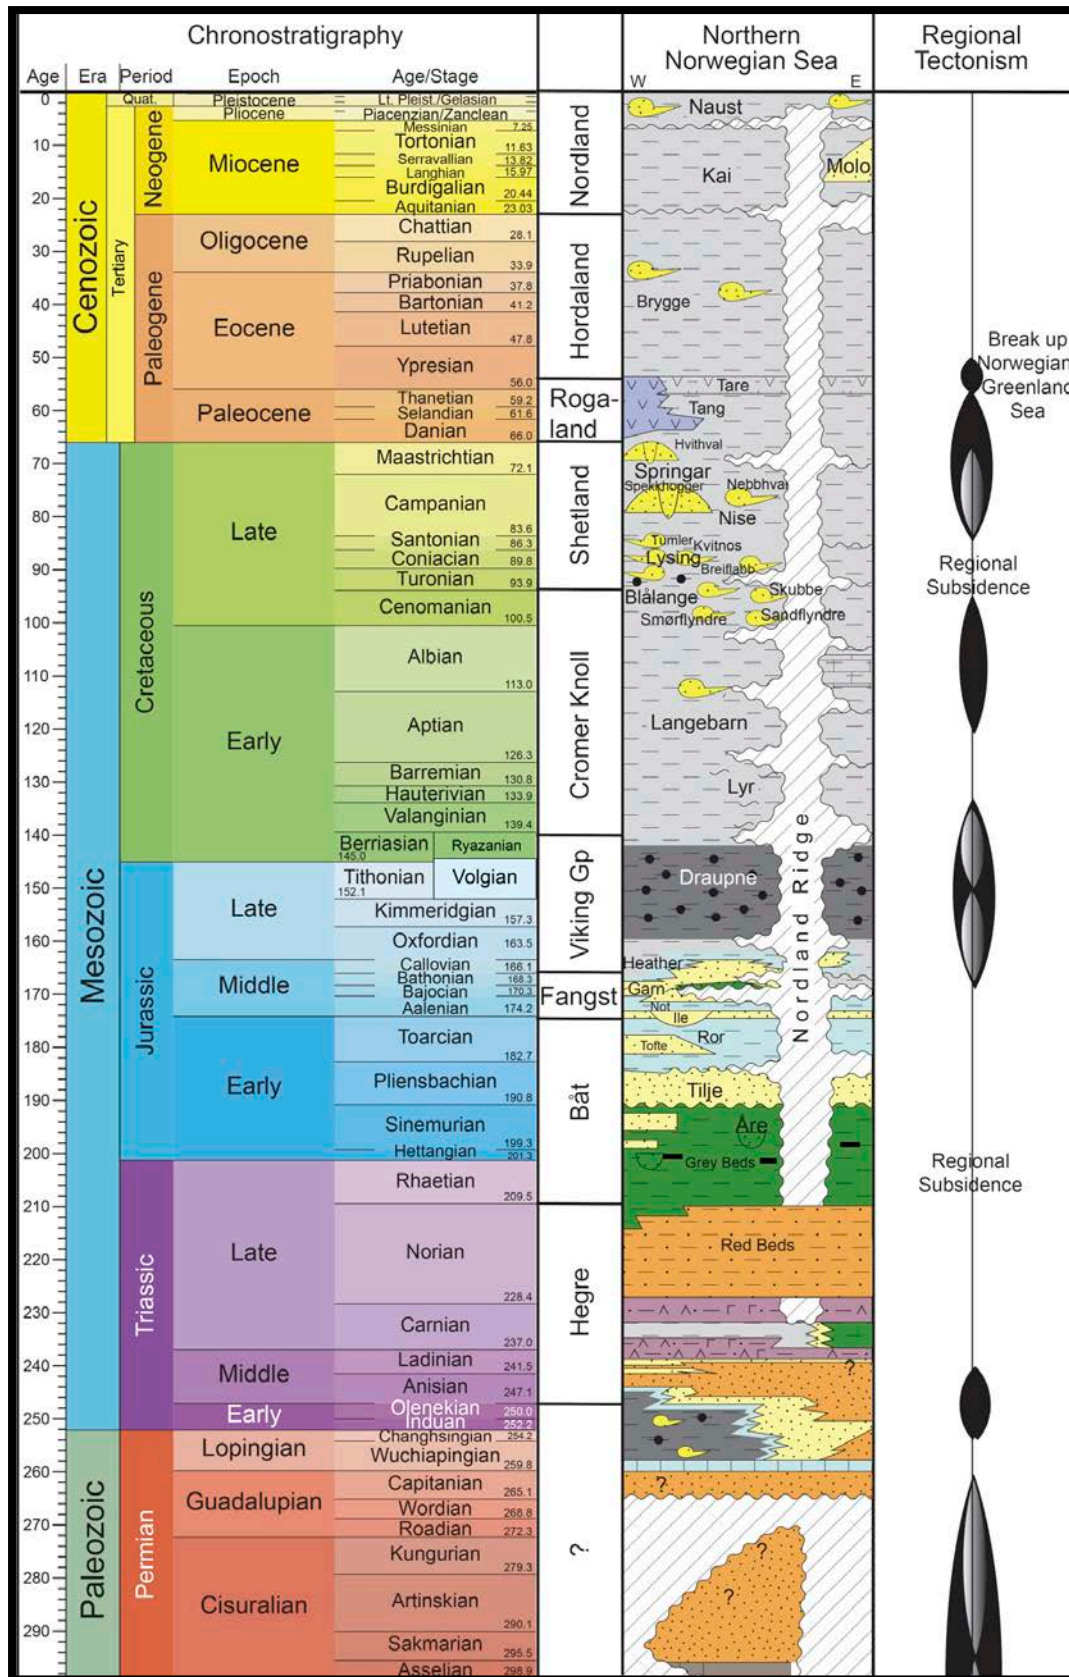 Chronostratigraphy
Northern
Norwegian Sea
W E
Regional
Tectonism
Age Era Period Epoch Age/Stage
0
10
20
30
40
50
60
70
80
90
100
110
120
130
140
150
160
170
180
190
200
210
220
230
240
250
260
270
280
290
Cenozoic
Mesozoic
Paleozoic
Tertiary
Quat.
Neogene
Paleogene
Cretaceous
Jurassic
Triassic
Permian
Pleistocene
Pliocene
Miocene
Oligocene
Eocene
Paleocene
Late
Early
Late
Middle
Early
Late
Middle
Early
Lopingian
Guadalupian
Cisuralian
Lt. Pleist./Gelasian
Piacenzian/Zanclean
Messinian 7.25
Tortonian 11.63
Serravallian 13.82
Langhian 15.97
Burdigalian 20.44
Aquitanian 23.03
Chattian 28.1
Rupelian 33.9
Priabonian 37.8
Bartonian 41.2
Lutetian 47.8
Ypresian 56.0
Thanetian 59.2
Selandian 61.6
Danian 66.0
Maastrichtian 72.1
Campanian 83.6
Santonian 86.3
Coniacian 89.8
Turonian 93.9
Cenomanian 100.5
Albian 113.0
Aptian 126.3
Barremian 130.8
Hauterivian 133.9
Valanginian 139.4
Berriasian 145.0 Ryazanian
Tithonian 152.1 Volgian
Kimmeridgian 157.3
Oxfordian 163.5
Callovian 166.1
Bathonian 168.3
Bajocian 170.3
Aalenian 174.2
Toarcian 182.7
Pliensbachian 190.8
Sinemurian 199.3
Hettangian 201.3
Rhaetian 209.5
Norian 228.4
Carnian 237.0
Ladinian 241.5
Anisian 247.1
Olenekian 250.0
Induan 252.2
Changhsingian 254.2
Wuchiapingian 259.8
Capitanian 265.1
Wordian 268.8
Roadian 272.3
Kungurian 279.3
Artinskian 290.1
Sakmarian 295.5
Asselian 298.9
Nordland
Hordaland
Roga-
land
Shetland
Cromer Knoll
Viking Gp
Fangst
Båt
Hegre
?
Naust
Kai
Molo
Brygge
Tare
Tang
Hvithval
Springar
Spekkhogger Nebbhval
Nise
Tumler
Kvitnos
Lysing
Breiflabb
Skubbe
Blålange
Smørflyndre Sandflyndre
Langebarn
Lyr
Nordland Ridge
Draupne
Heather
Garn
Not
Ile
Ror
Tofte
Tilje
Åre
Grey Beds
Red Beds
?
?
?
?
Break up
Norwegian
Greenland
Sea
Regional
Subsidence
Regional
Subsidence